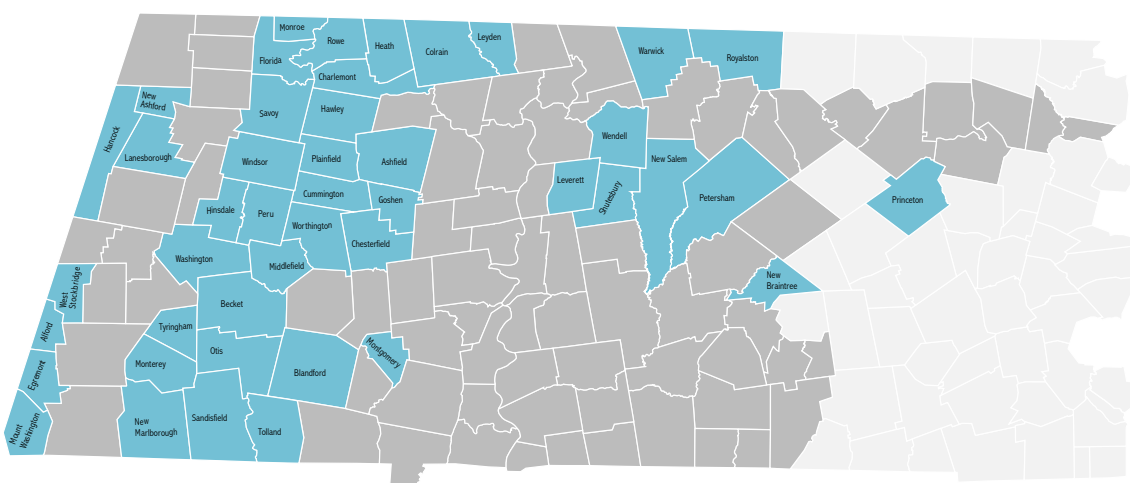 Monroe
Leyden
Rowe
Heath
Colrain
Warwick
Royalston
Florida
Charlemont
New
Ashford
Savoy
Hawley
Hancock
Lanesborough
Windsor
Plainfield
Ashfield
Wendell
New Salem
Leverett
Shutesbury
Petersham
Princeton
Cummington
Goshen
Hinsdale
Peru
Worthington
Chesterfield
Washington
Middlefield
West
Stockbridge
New
Braintree
Becket
Alford
Tyringham
Otis
Montgomery
Egremont
Monterey
Blandford
Mount
Washington
New
Marlborough
Sandisfield
Tolland